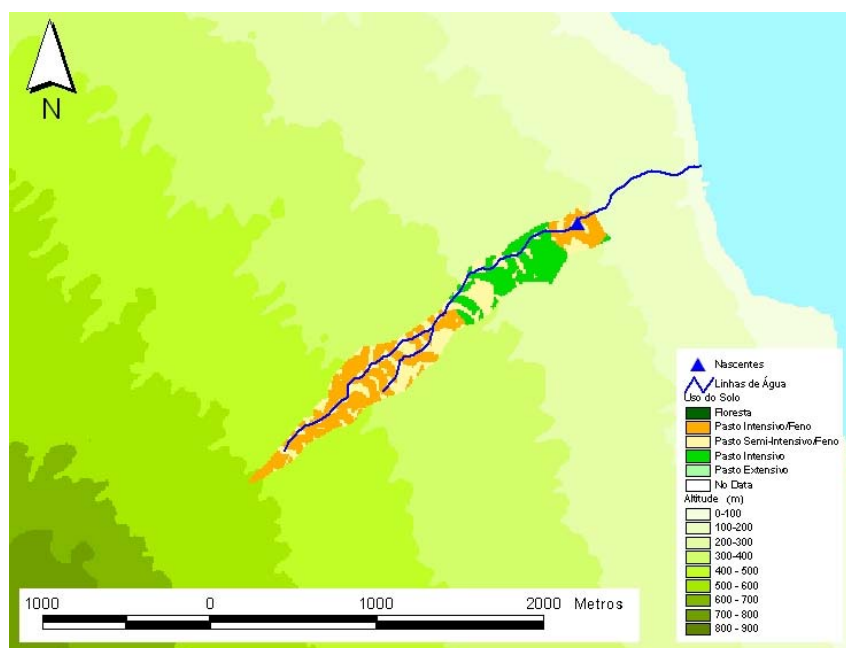 N
Nascentes
Linhas de Água
Uso do Solo
Floresta
Pasto Intensivo/Feno
Pasto Semi-Intensivo/Feno
Pasto Intensivo
Pasto Extensivo
No Data
Altitude (m)
0-100
100-200
200-300
300-400
400 - 500
500 - 600
600 - 700
700 - 800
800 - 900
1000 0 1000 2000 Metros